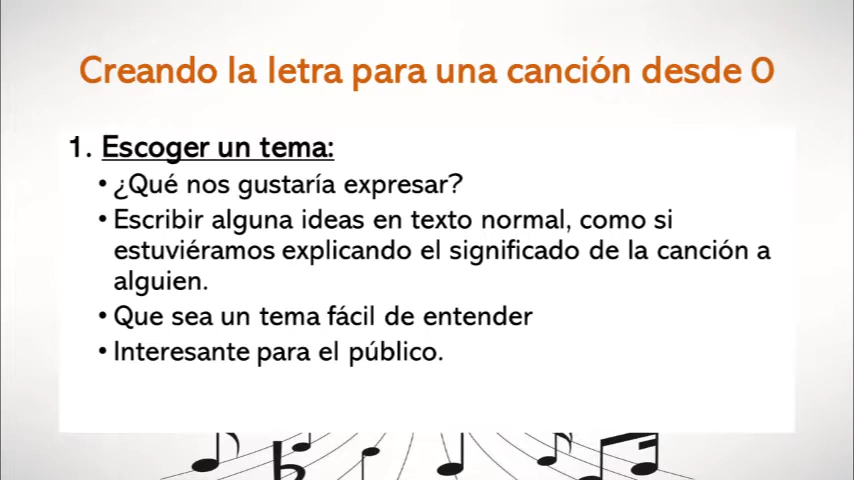 Creando la letra para una canción desde 0
1. Escoger un tema:
• ¿Qué nos gustaría expresar?
• Escribir alguna ideas en texto normal, como si
estuviéramos explicando el significado de la canción a
alguien.
• Que sea un tema fácil de entender
• Interesante para el público.